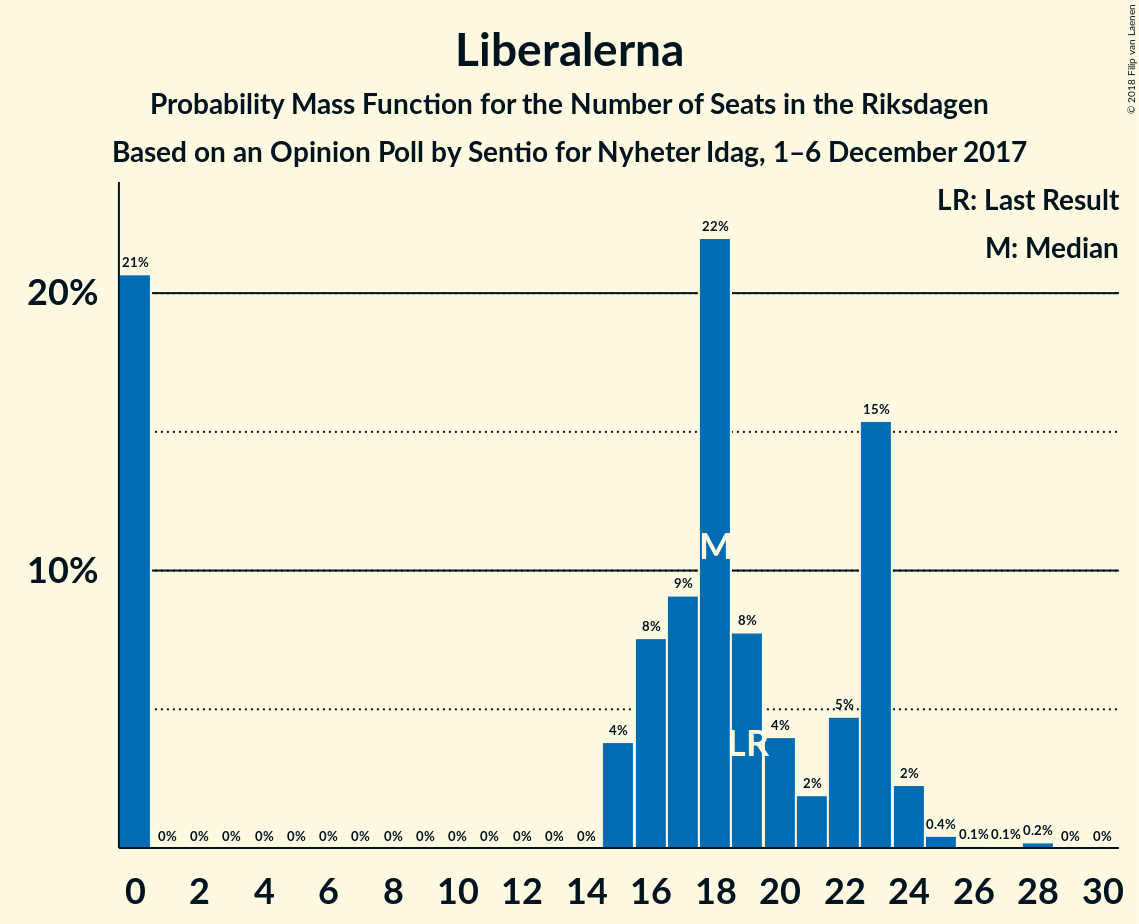 Liberalerna
Probability Mass Function for the Number of Seats in the Riksdagen
Based on an Opinion Poll by Sentio for Nyheter Idag, 1–6 December 2017
© 2018 Filip van Laenen
LR: Last Result
M: Median
20%
10%
21% 0% 0% 0% 0% 0% 0% 0% 0% 0% 0% 0% 0% 0% 0% 4% 8% 9% 22% 8% 4% 2% 5% 15% 2% 0.4% 0.1% 0.1% 0.2% 0% 0%
M
LR
0 2 4 6 8 10 12 14 16 18 20 22 24 26 28 30